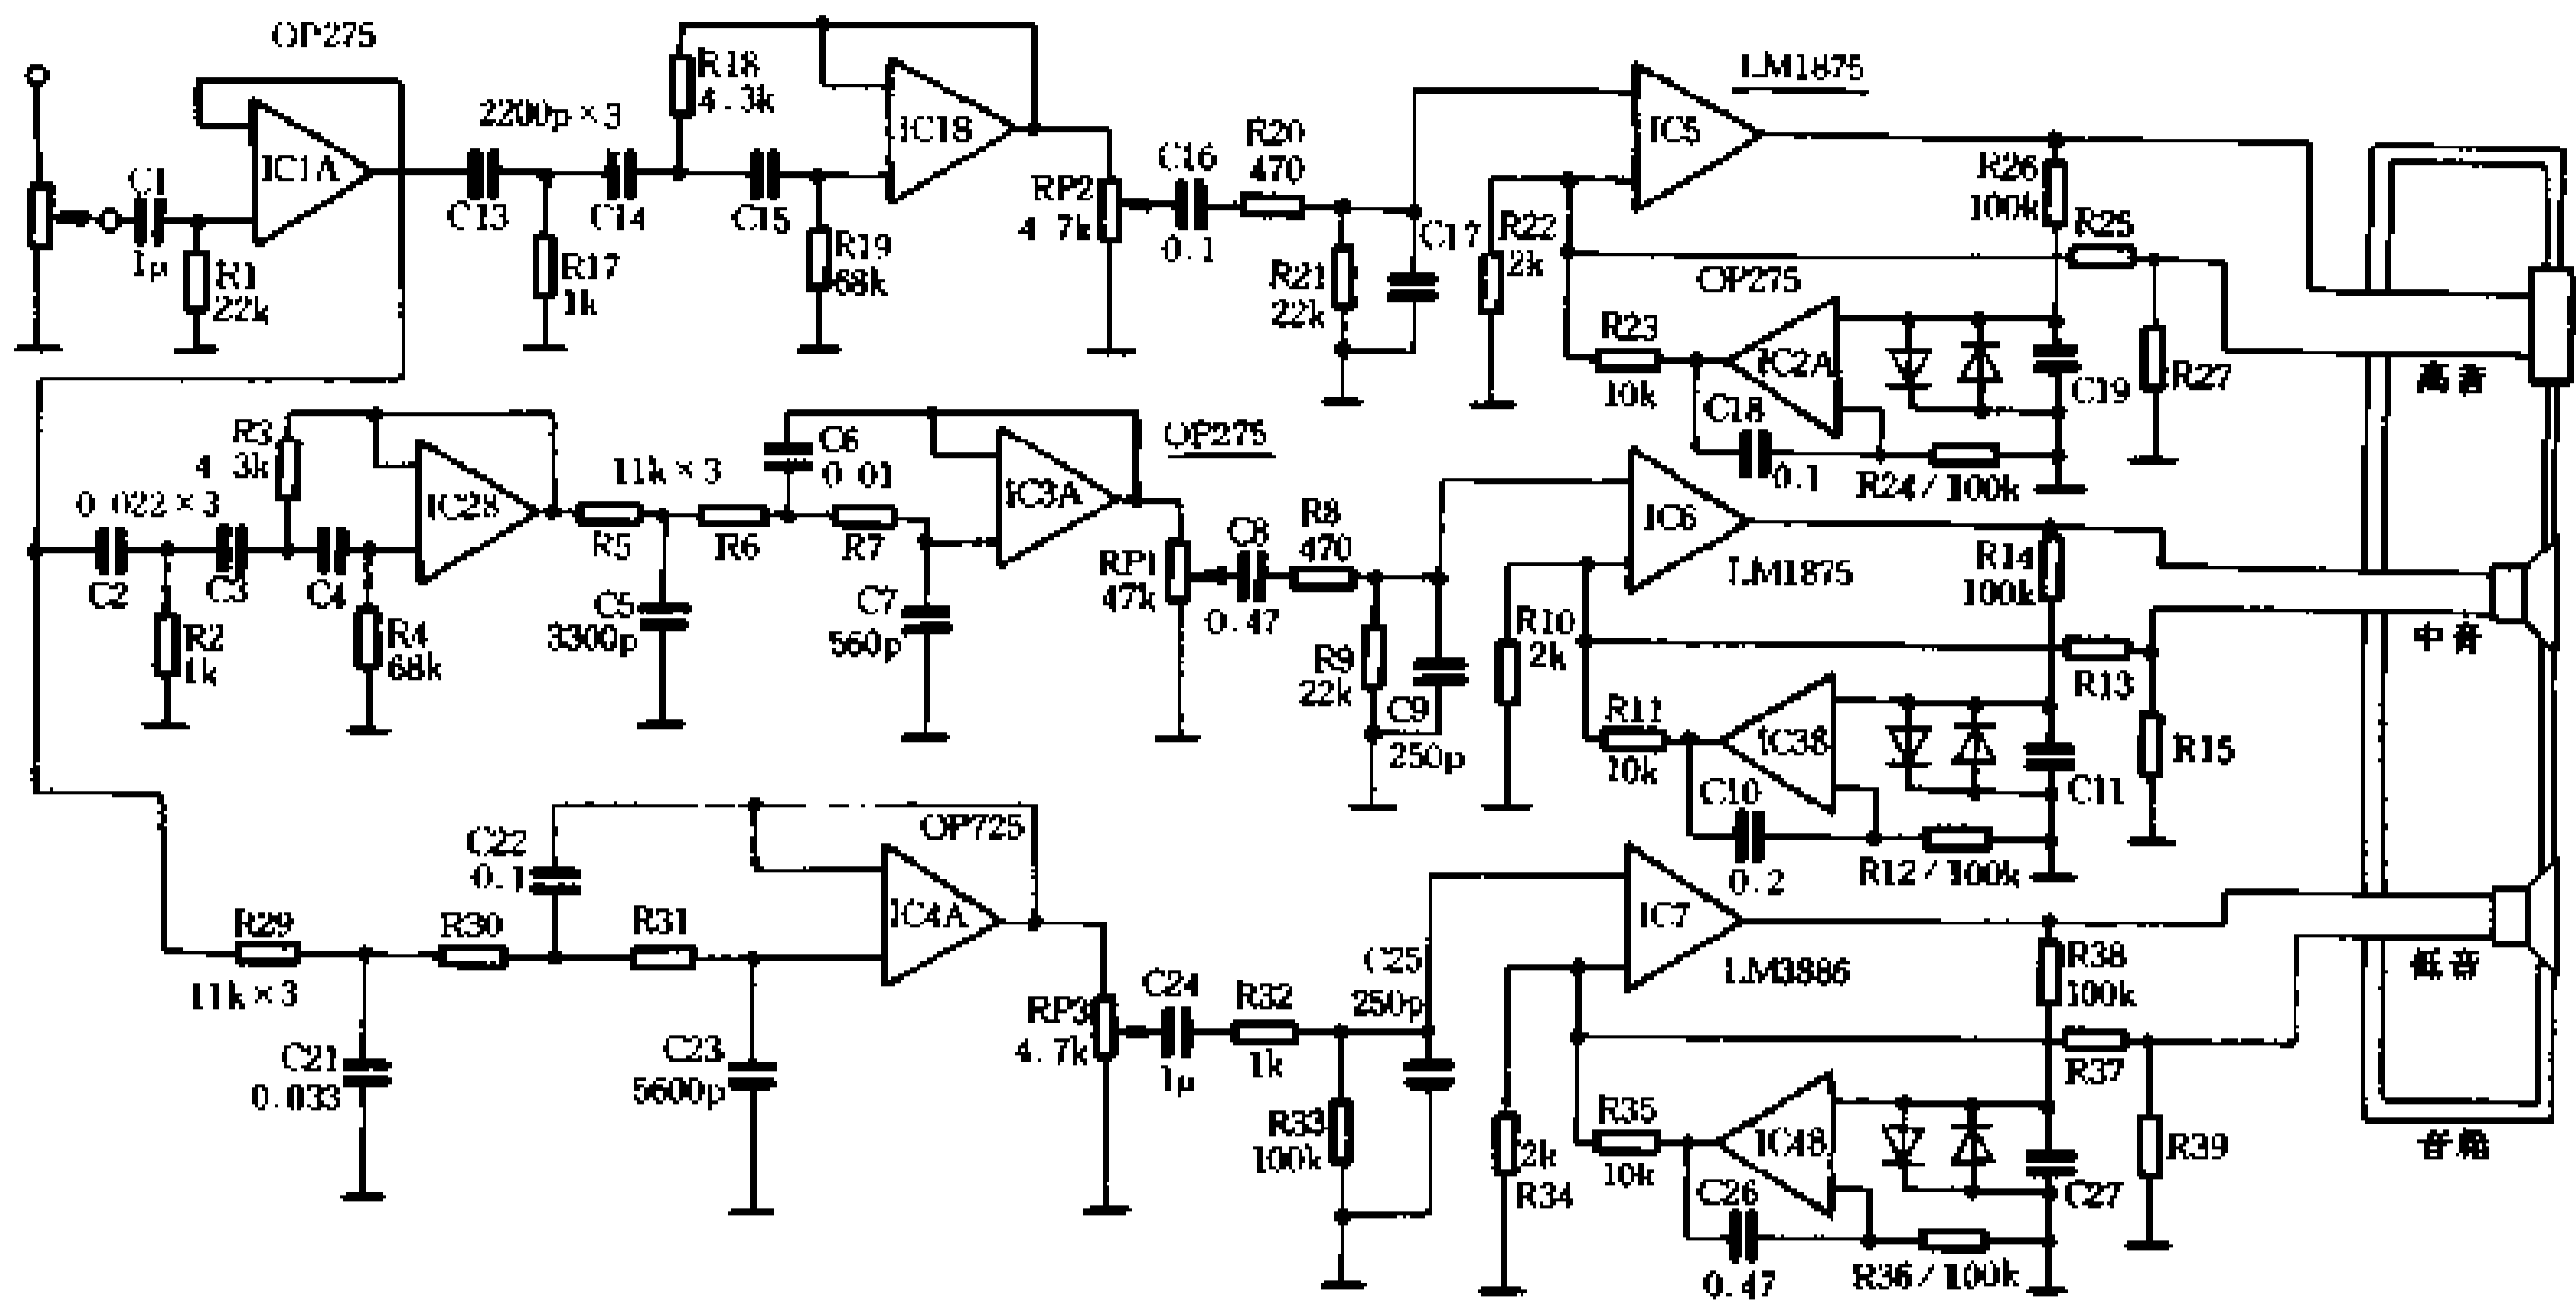 OP275
IC1A
C1
1μ
R1
22k
2200p×3
C13
R17
1k
C14
R18
4.3k
C15
R19
68k
IC1B
RP2
4 7k
C16
0.1
R20
470
R21
22k
C17
LM1875
IC5
R22
2k
R26
100k
R25
OP275
R23
10k
IC2A
C18
0.1
R24/100k
C19
R27
高音
R3
4 3k
0 022×3
C2
R2
1k
C3
C4
R4
68k
IC2B
11k×3
R5
R6
R7
C5
3300p
C6
0 01
C7
560p
IC3A
OP275
RP1
47k
C8
0.47
R8
470
R9
22k
C9
250p
IC6
LM1875
R10
2k
R14
100k
R13
R11
10k
IC3B
C10
0.2
R12/100k
C11
R15
中音
R29
11k×3
R30
R31
C21
0.033
C22
0.1
C23
5600p
OP725
IC4A
RP3
4.7k
C24
1μ
R32
1k
R33
100k
C25
250p
IC7
LM3886
2k
R34
R38
100k
R37
R35
10k
IC4B
C26
0.47
R36/100k
C27
R39
低音
音箱